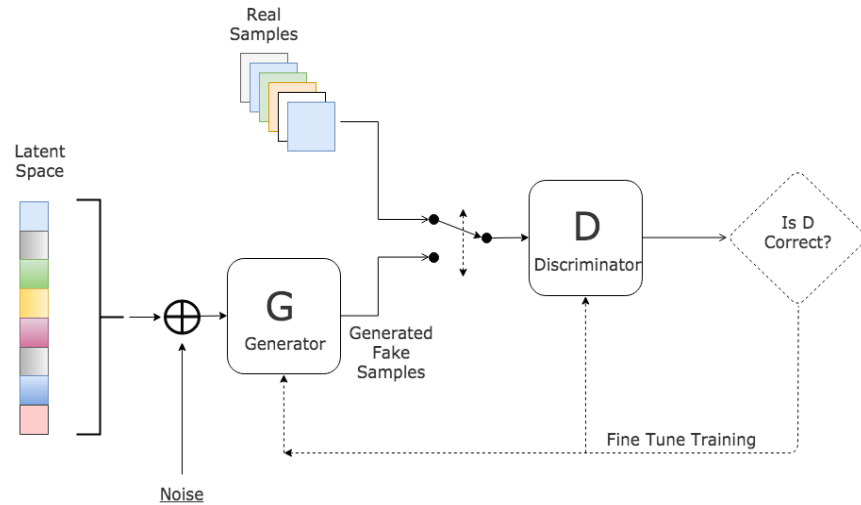 Real
Samples
Latent
Space
D
Discriminator
Is D
Correct?
G
Generator
Generated
Fake
Samples
Fine Tune Training
Noise